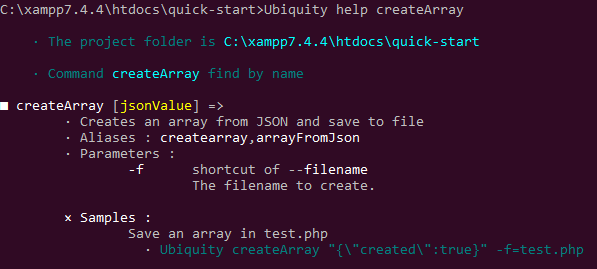 C:\xampp7.4.4\htdocs\quick-start>Ubiquity help createArray
· The project folder is C:\xampp7.4.4\htdocs\quick-start
· Command createArray find by name
■ createArray [jsonValue] =>
· Creates an array from JSON and save to file
· Aliases : createarray,arrayFromJson
· Parameters :
-f shortcut of --filename
The filename to create.
× Samples :
Save an array in test.php
· Ubiquity createArray "{\"created\":true}" -f=test.php